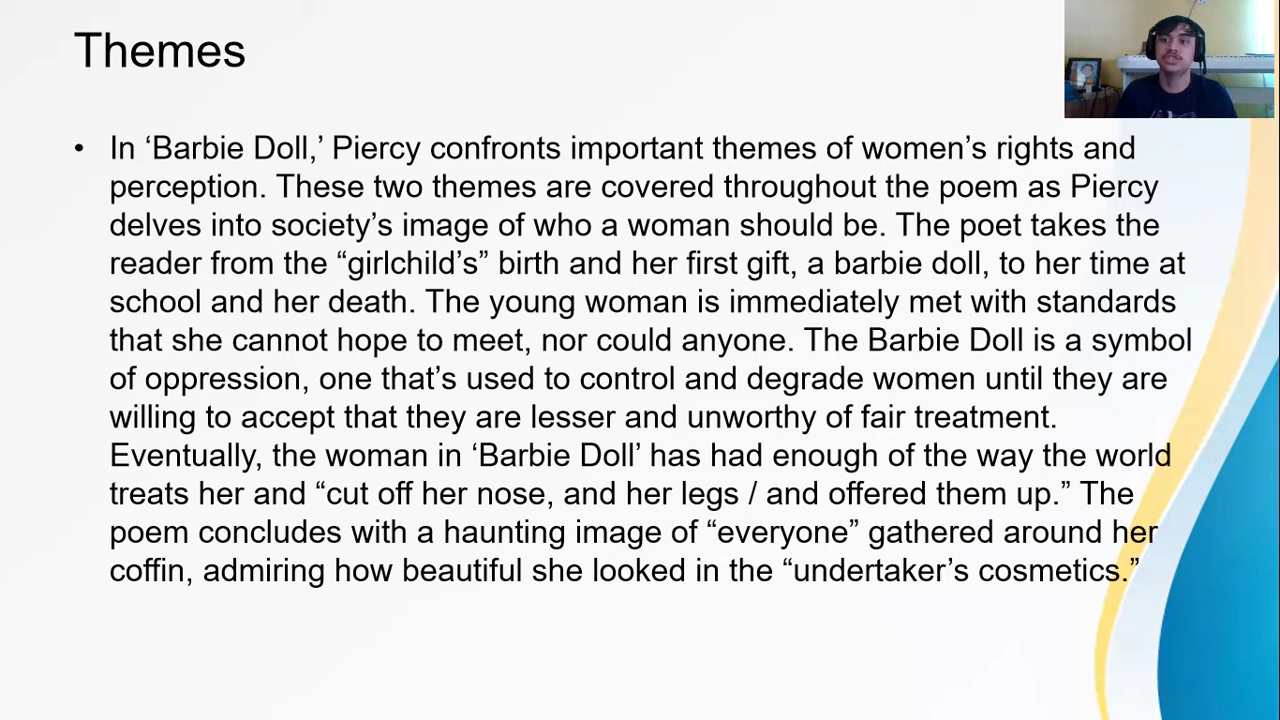 Themes
• In ‘Barbie Doll,’ Piercy confronts important themes of women’s rights and
perception. These two themes are covered throughout the poem as Piercy
delves into society’s image of who a woman should be. The poet takes the
reader from the “girlchild’s” birth and her first gift, a barbie doll, to her time at
school and her death. The young woman is immediately met with standards
that she cannot hope to meet, nor could anyone. The Barbie Doll is a symbol
of oppression, one that’s used to control and degrade women until they are
willing to accept that they are lesser and unworthy of fair treatment.
Eventually, the woman in ‘Barbie Doll’ has had enough of the way the world
treats her and “cut off her nose, and her legs / and offered them up.” The
poem concludes with a haunting image of “everyone” gathered around her
coffin, admiring how beautiful she looked in the “undertaker’s cosmetics.”